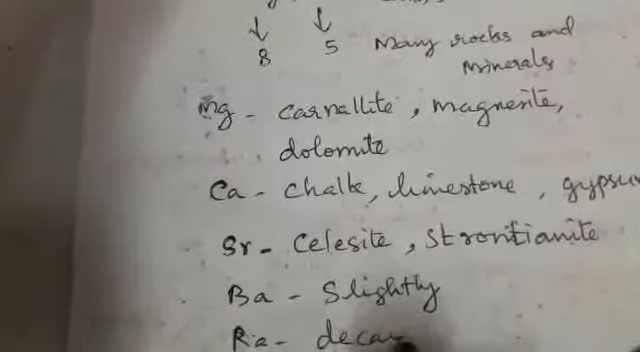 8 5 Many rocks and
minerals
Mg - Carnallite, magnesite,
dolomite
Ca - Chalk, limestone, gypsum
Sr - Celesite, Strontianite
Ba - Slightly
Ra - decay